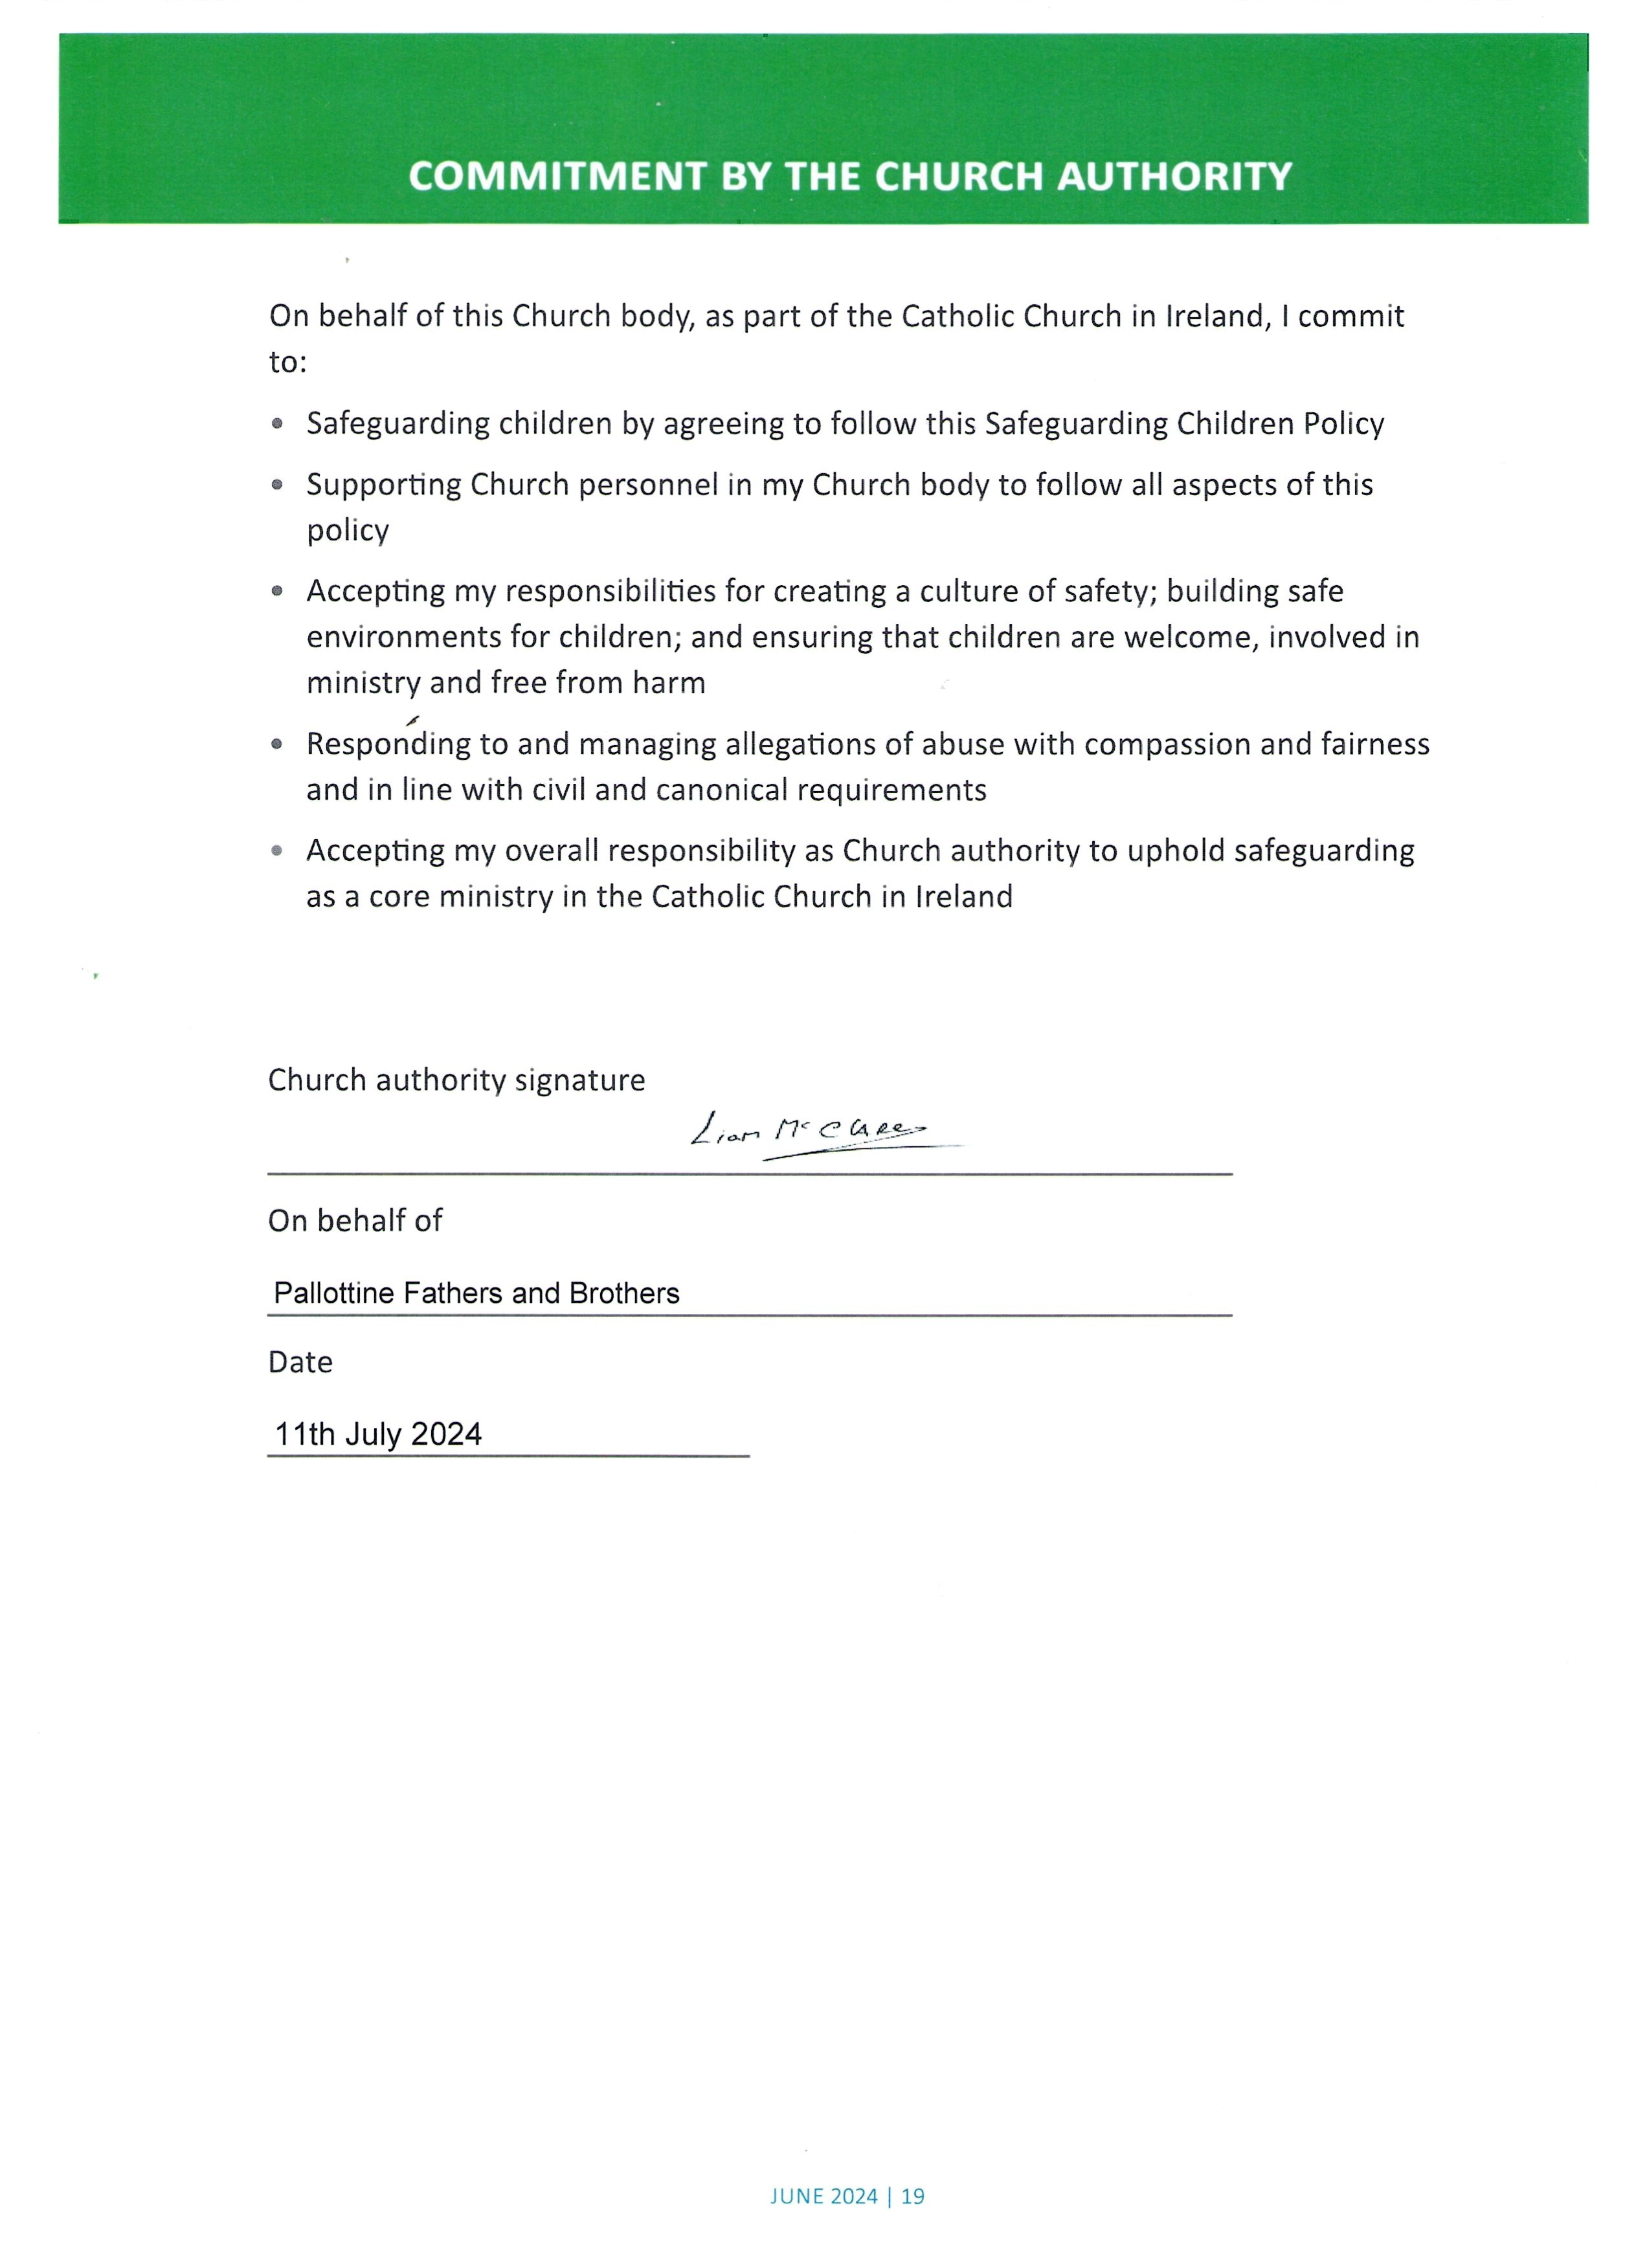 COMMITMENT BY THE CHURCH AUTHORITY
On behalf of this Church body, as part of the Catholic Church in Ireland, I commit
to:
• Safeguarding children by agreeing to follow this Safeguarding Children Policy
• Supporting Church personnel in my Church body to follow all aspects of this
policy
• Accepting my responsibilities for creating a culture of safety; building safe
environments for children; and ensuring that children are welcome, involved in
ministry and free from harm
• Responding to and managing allegations of abuse with compassion and fairness
and in line with civil and canonical requirements
• Accepting my overall responsibility as Church authority to uphold safeguarding
as a core ministry in the Catholic Church in Ireland
Church authority signature
Liam
On behalf of
Pallottine Fathers and Brothers
Date
11th July 2024
JUNE 2024 | 19